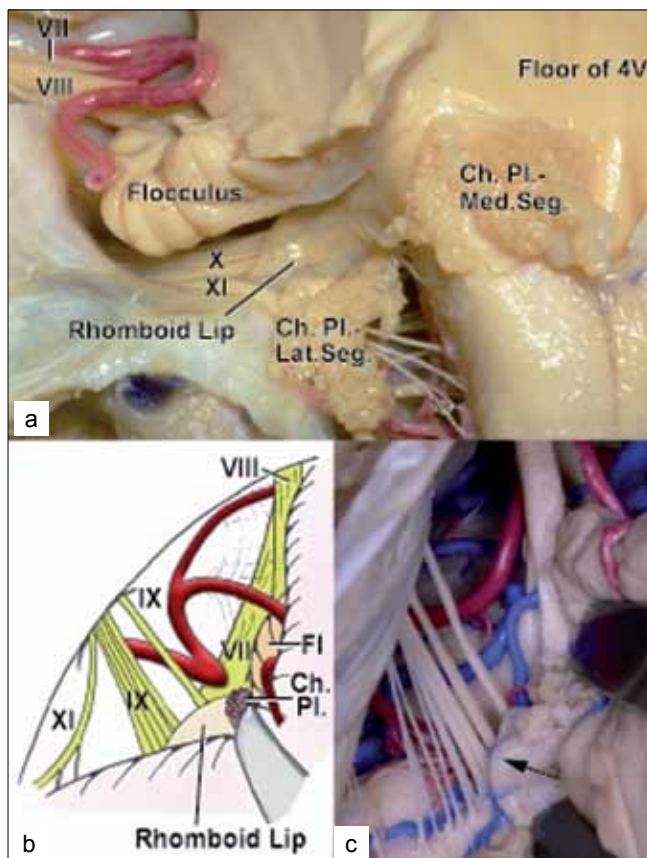 VII
VIII
Floor of 4V
Flocculus
Ch. Pl.-
Med.Seg.
X
XI
Rhomboid Lip
Ch. Pl.-
Lat.Seg.
a
VIII
IX
VII
Fl
IX
XI
Ch.
Pl.
Rhomboid Lip
b
c